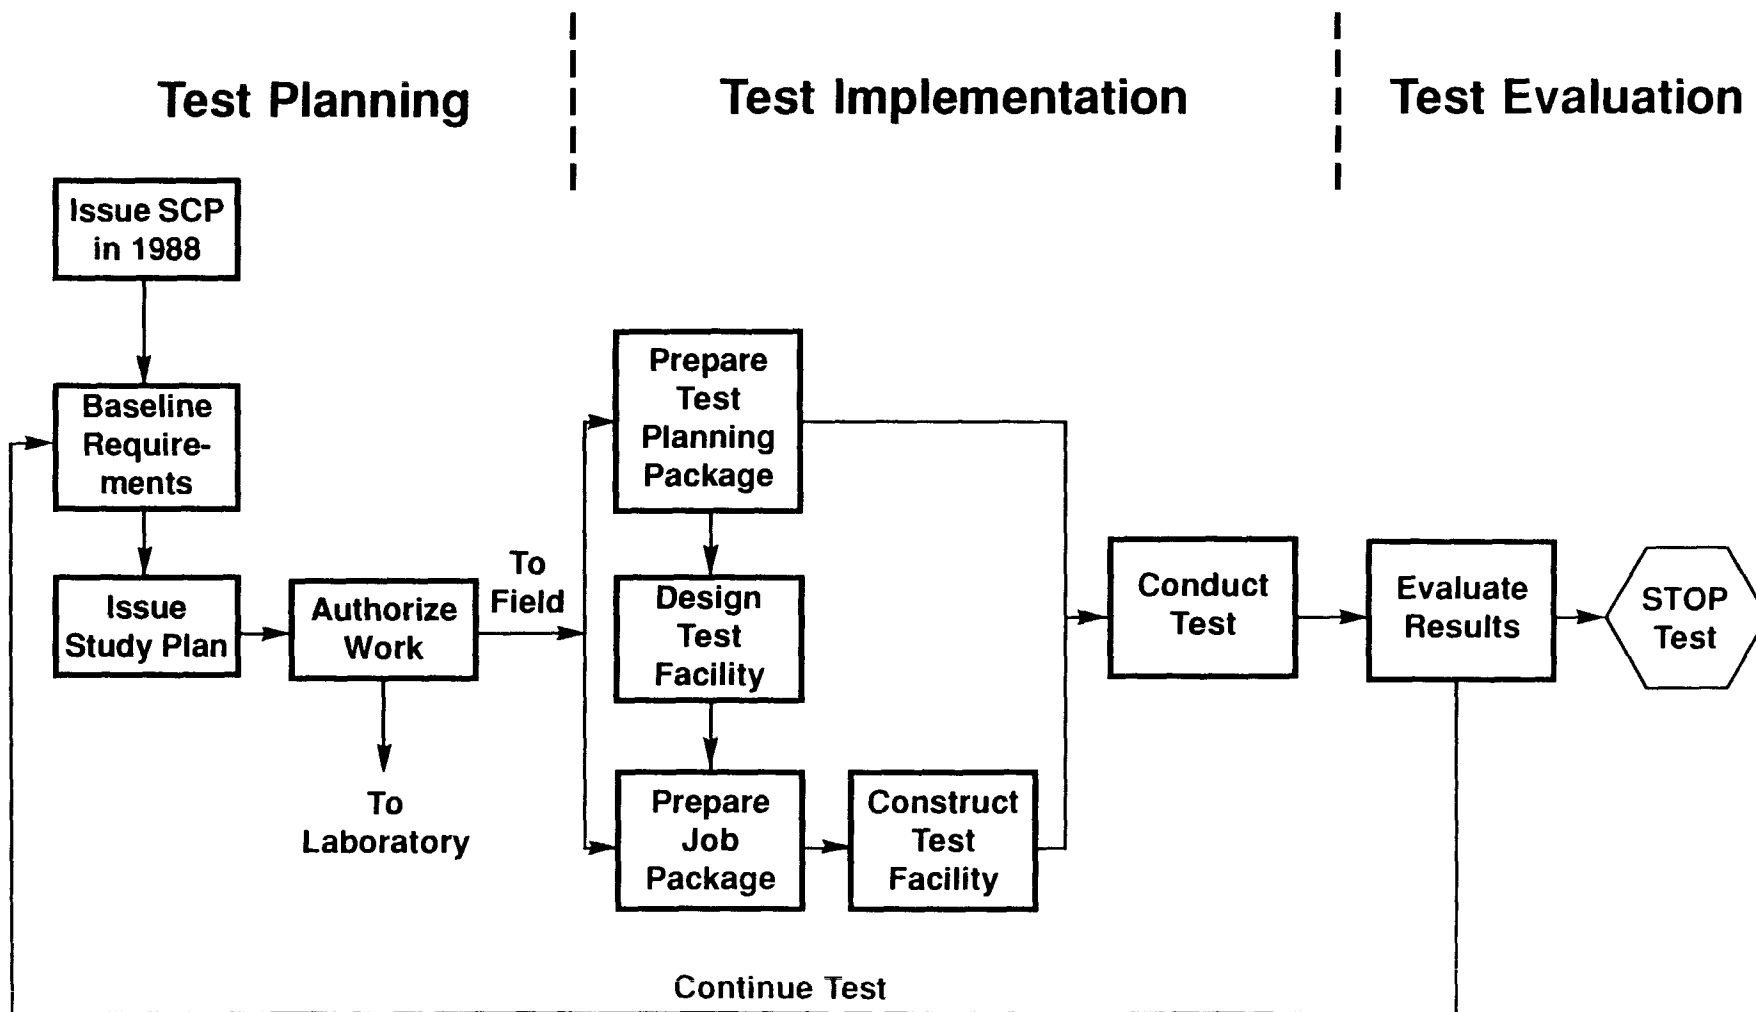 Test Planning
Test Implementation
Test Evaluation
Issue SCP
in 1988
Baseline
Require-
ments
Issue
Study Plan
Authorize
Work
To
Field
To
Laboratory
Prepare
Test
Planning
Package
Design
Test
Facility
Prepare
Job
Package
Construct
Test
Facility
Conduct
Test
Evaluate
Results
STOP
Test
Continue Test